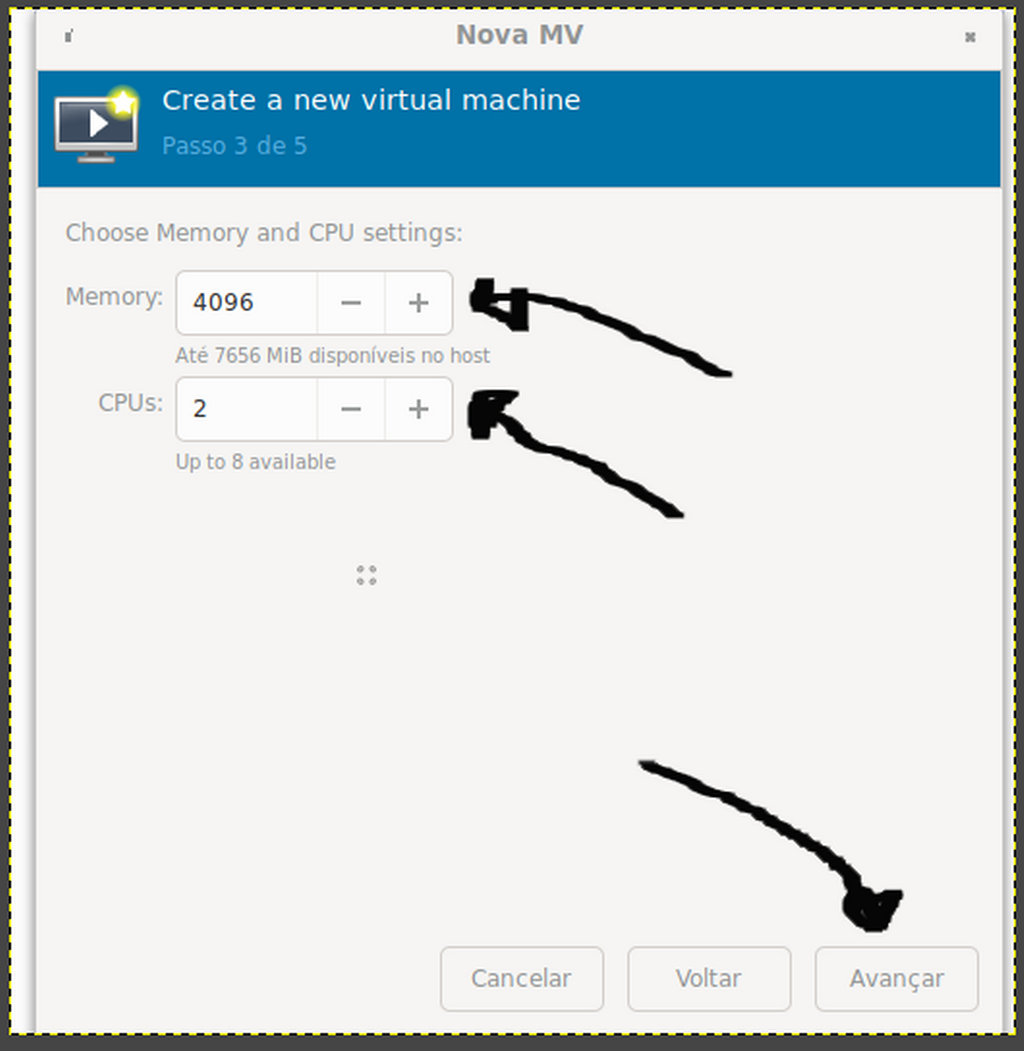 Nova MV
Create a new virtual machine
Passo 3 de 5
Choose Memory and CPU settings:
Memory: 4096 − +
Até 7656 MiB disponíveis no host
CPUs: 2 − +
Up to 8 available
Cancelar Voltar Avançar